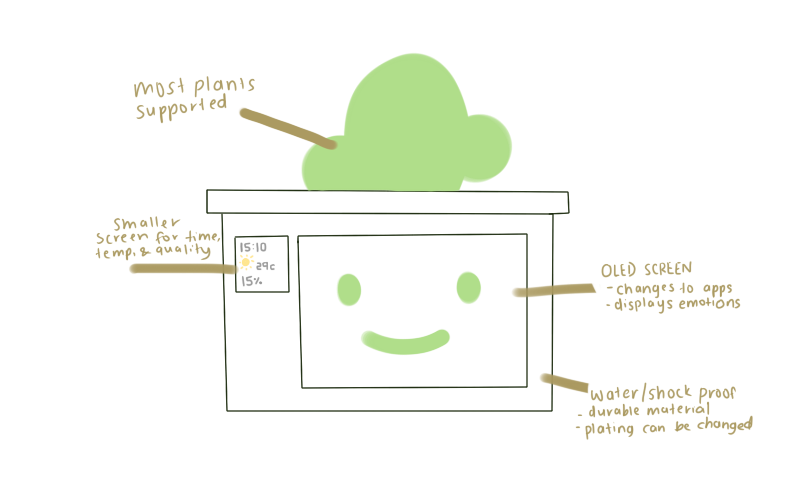 most plants
supported
Smaller
screen for time,
temp, & quality
15:10
29c
15%
OLED SCREEN
- changes to apps
- displays emotions
water/shock proof
- durable material
- plating can be changed